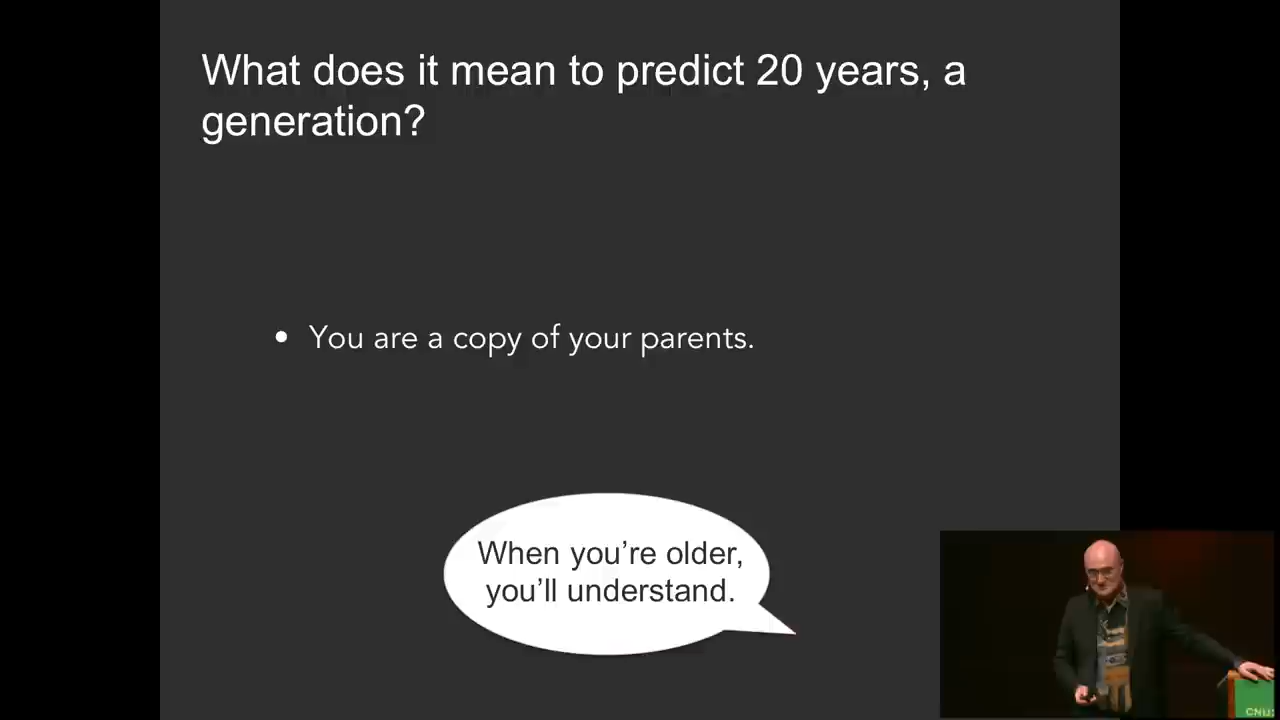 What does it mean to predict 20 years, a
generation?
• You are a copy of your parents.
When you’re older,
you’ll understand.